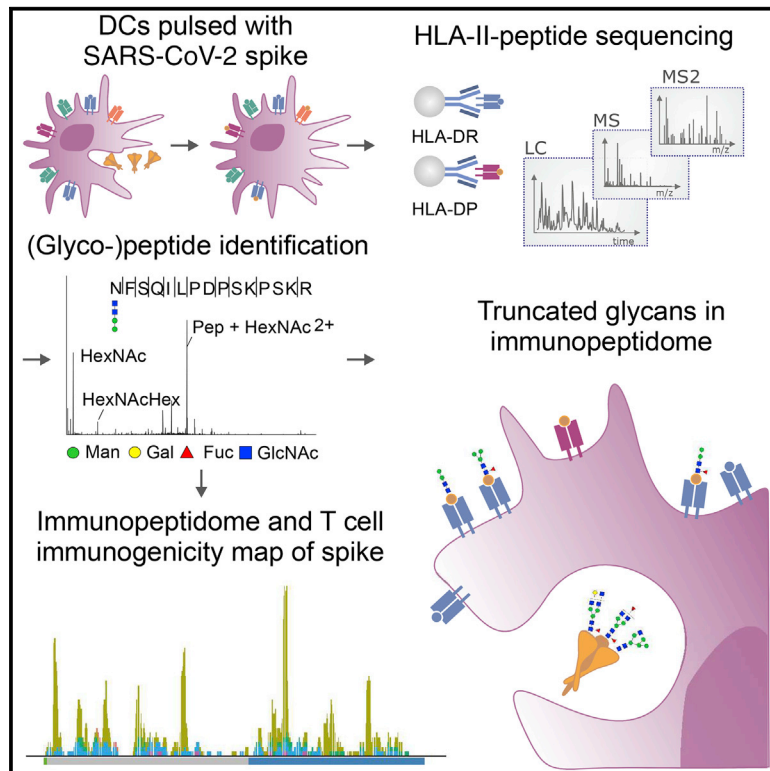 DCs pulsed with
SARS-CoV-2 spike
HLA-II-peptide sequencing
HLA-DR
HLA-DP
LC
time
MS
m/z
MS2
m/z
(Glyco-)peptide identification
NFSQILPDPSKPSKR
Pep + HexNAc 2+
HexNAc
HexNAcHex
Man Gal Fuc GlcNAc
Truncated glycans in
immunopeptidome
Immunopeptidome and T cell
immunogenicity map of spike